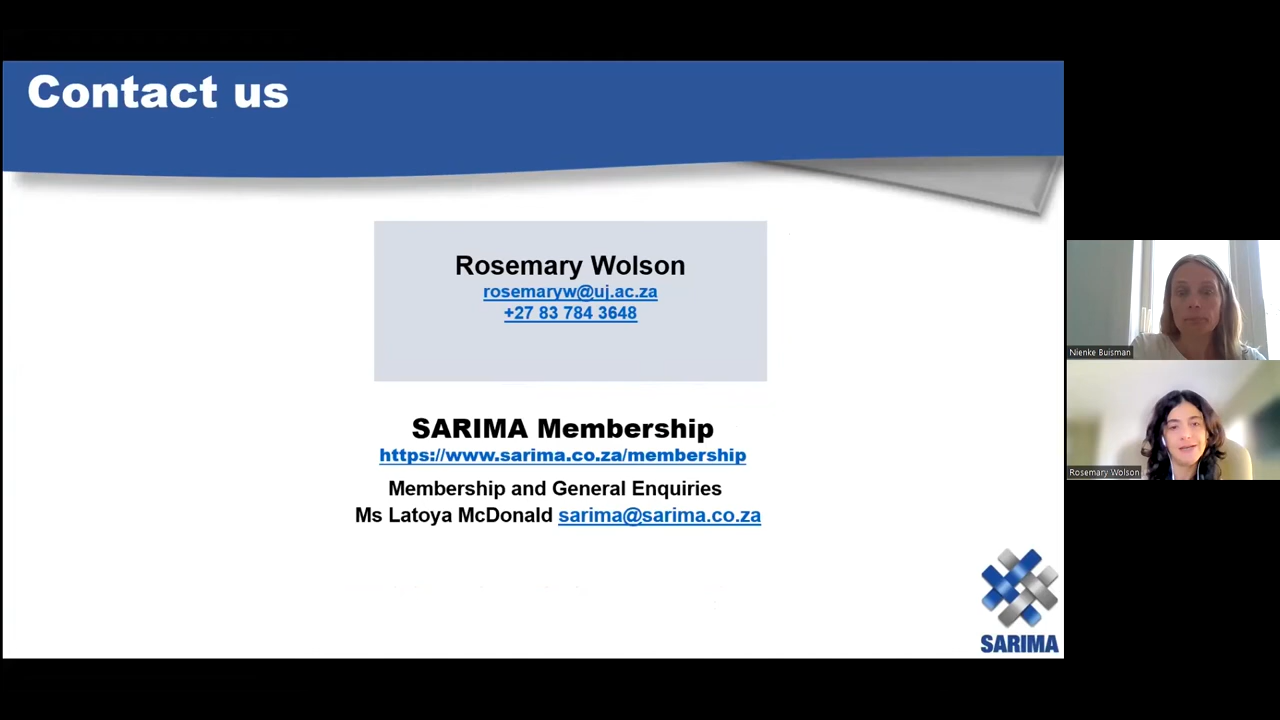 Contact us
Rosemary Wolson
rosemaryw@uj.ac.za
+27 83 784 3648
SARIMA Membership
https://www.sarima.co.za/membership
Membership and General Enquiries
Ms Latoya McDonald sarima@sarima.co.za
SARIMA
Nienke Buisman
Rosemary Wolson